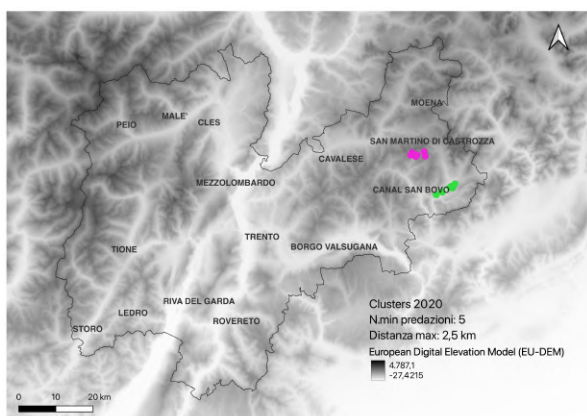 MOENA
MALE'
PEIO
CLES
SAN MARTINO DI CASTROZZA
CAVALESE
MEZZOLOMBARDO
CANAL SAN BOVO
TRENTO
TIONE
BORGO VALSUGANA
RIVA DEL GARDA
LEDRO
ROVERETO
STORO
Clusters 2020
N.min predazioni: 5
Distanza max: 2,5 km
European Digital Elevation Model (EU-DEM)
4.787,1
-27,4215
0 10 20 km